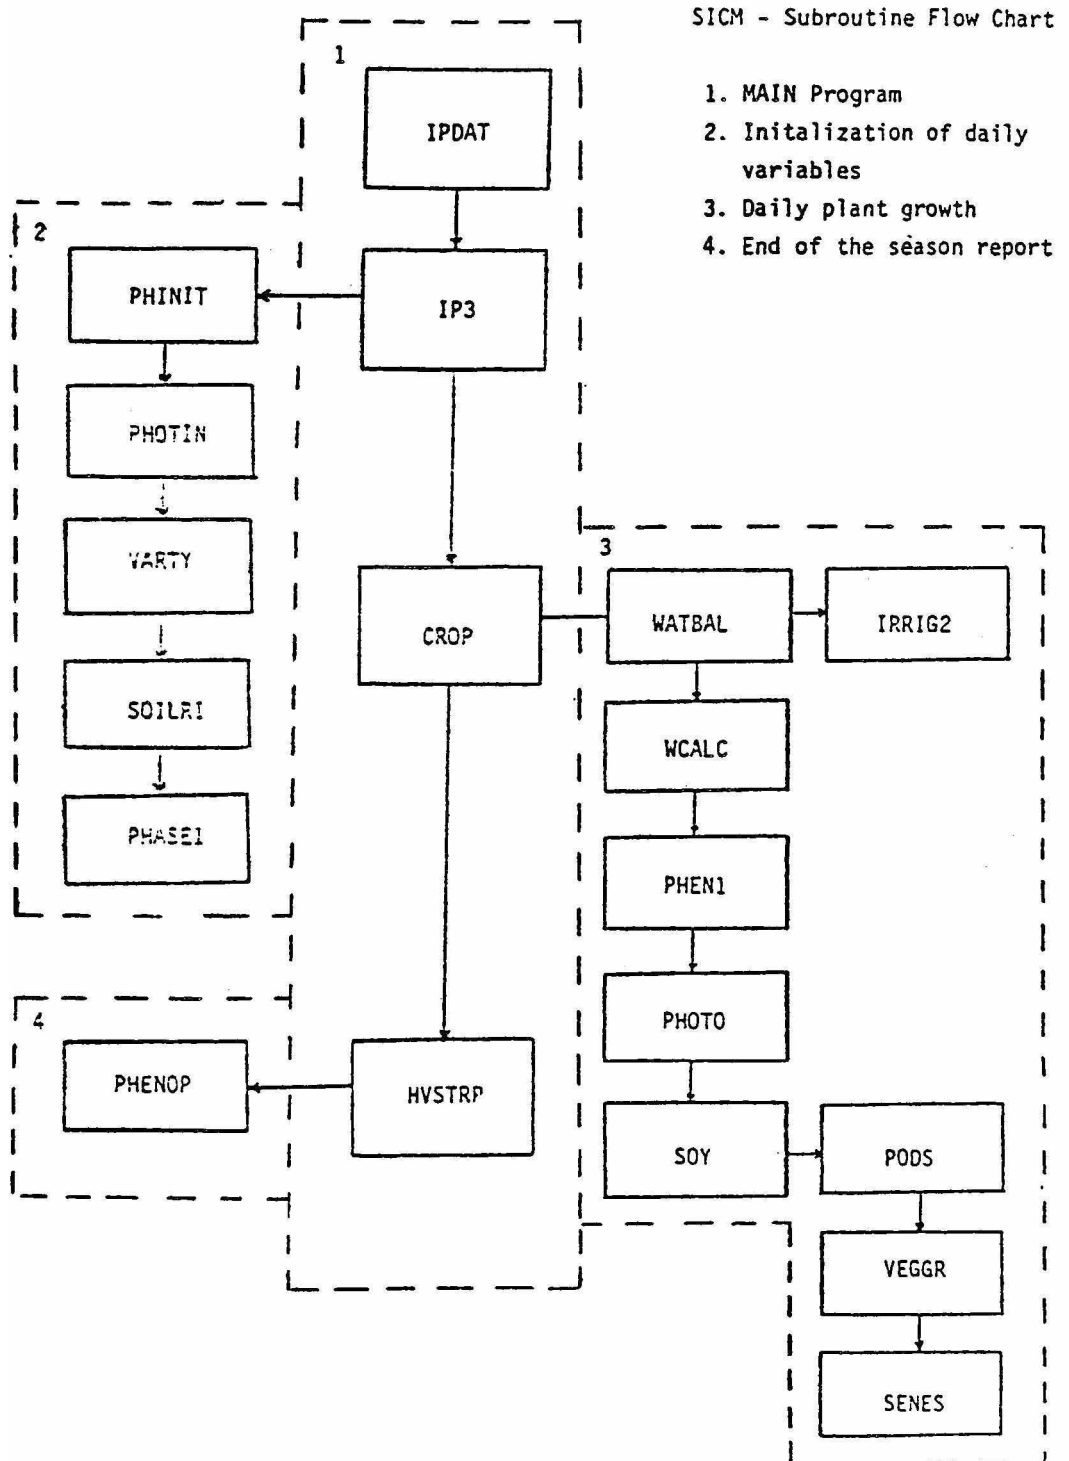 SICM - Subroutine Flow Chart
1. MAIN Program
2. Initalization of daily
variables
3. Daily plant growth
4. End of the season report
1
IPDAT
IP3
CROP
HVSTRP
2
PHINIT
PHOTIN
VARTY
SOILRI
PHASEI
3
WATBAL
IRRIG2
WCALC
PHEN1
PHOTO
SOY
PODS
VEGGR
SENES
4
PHENOP